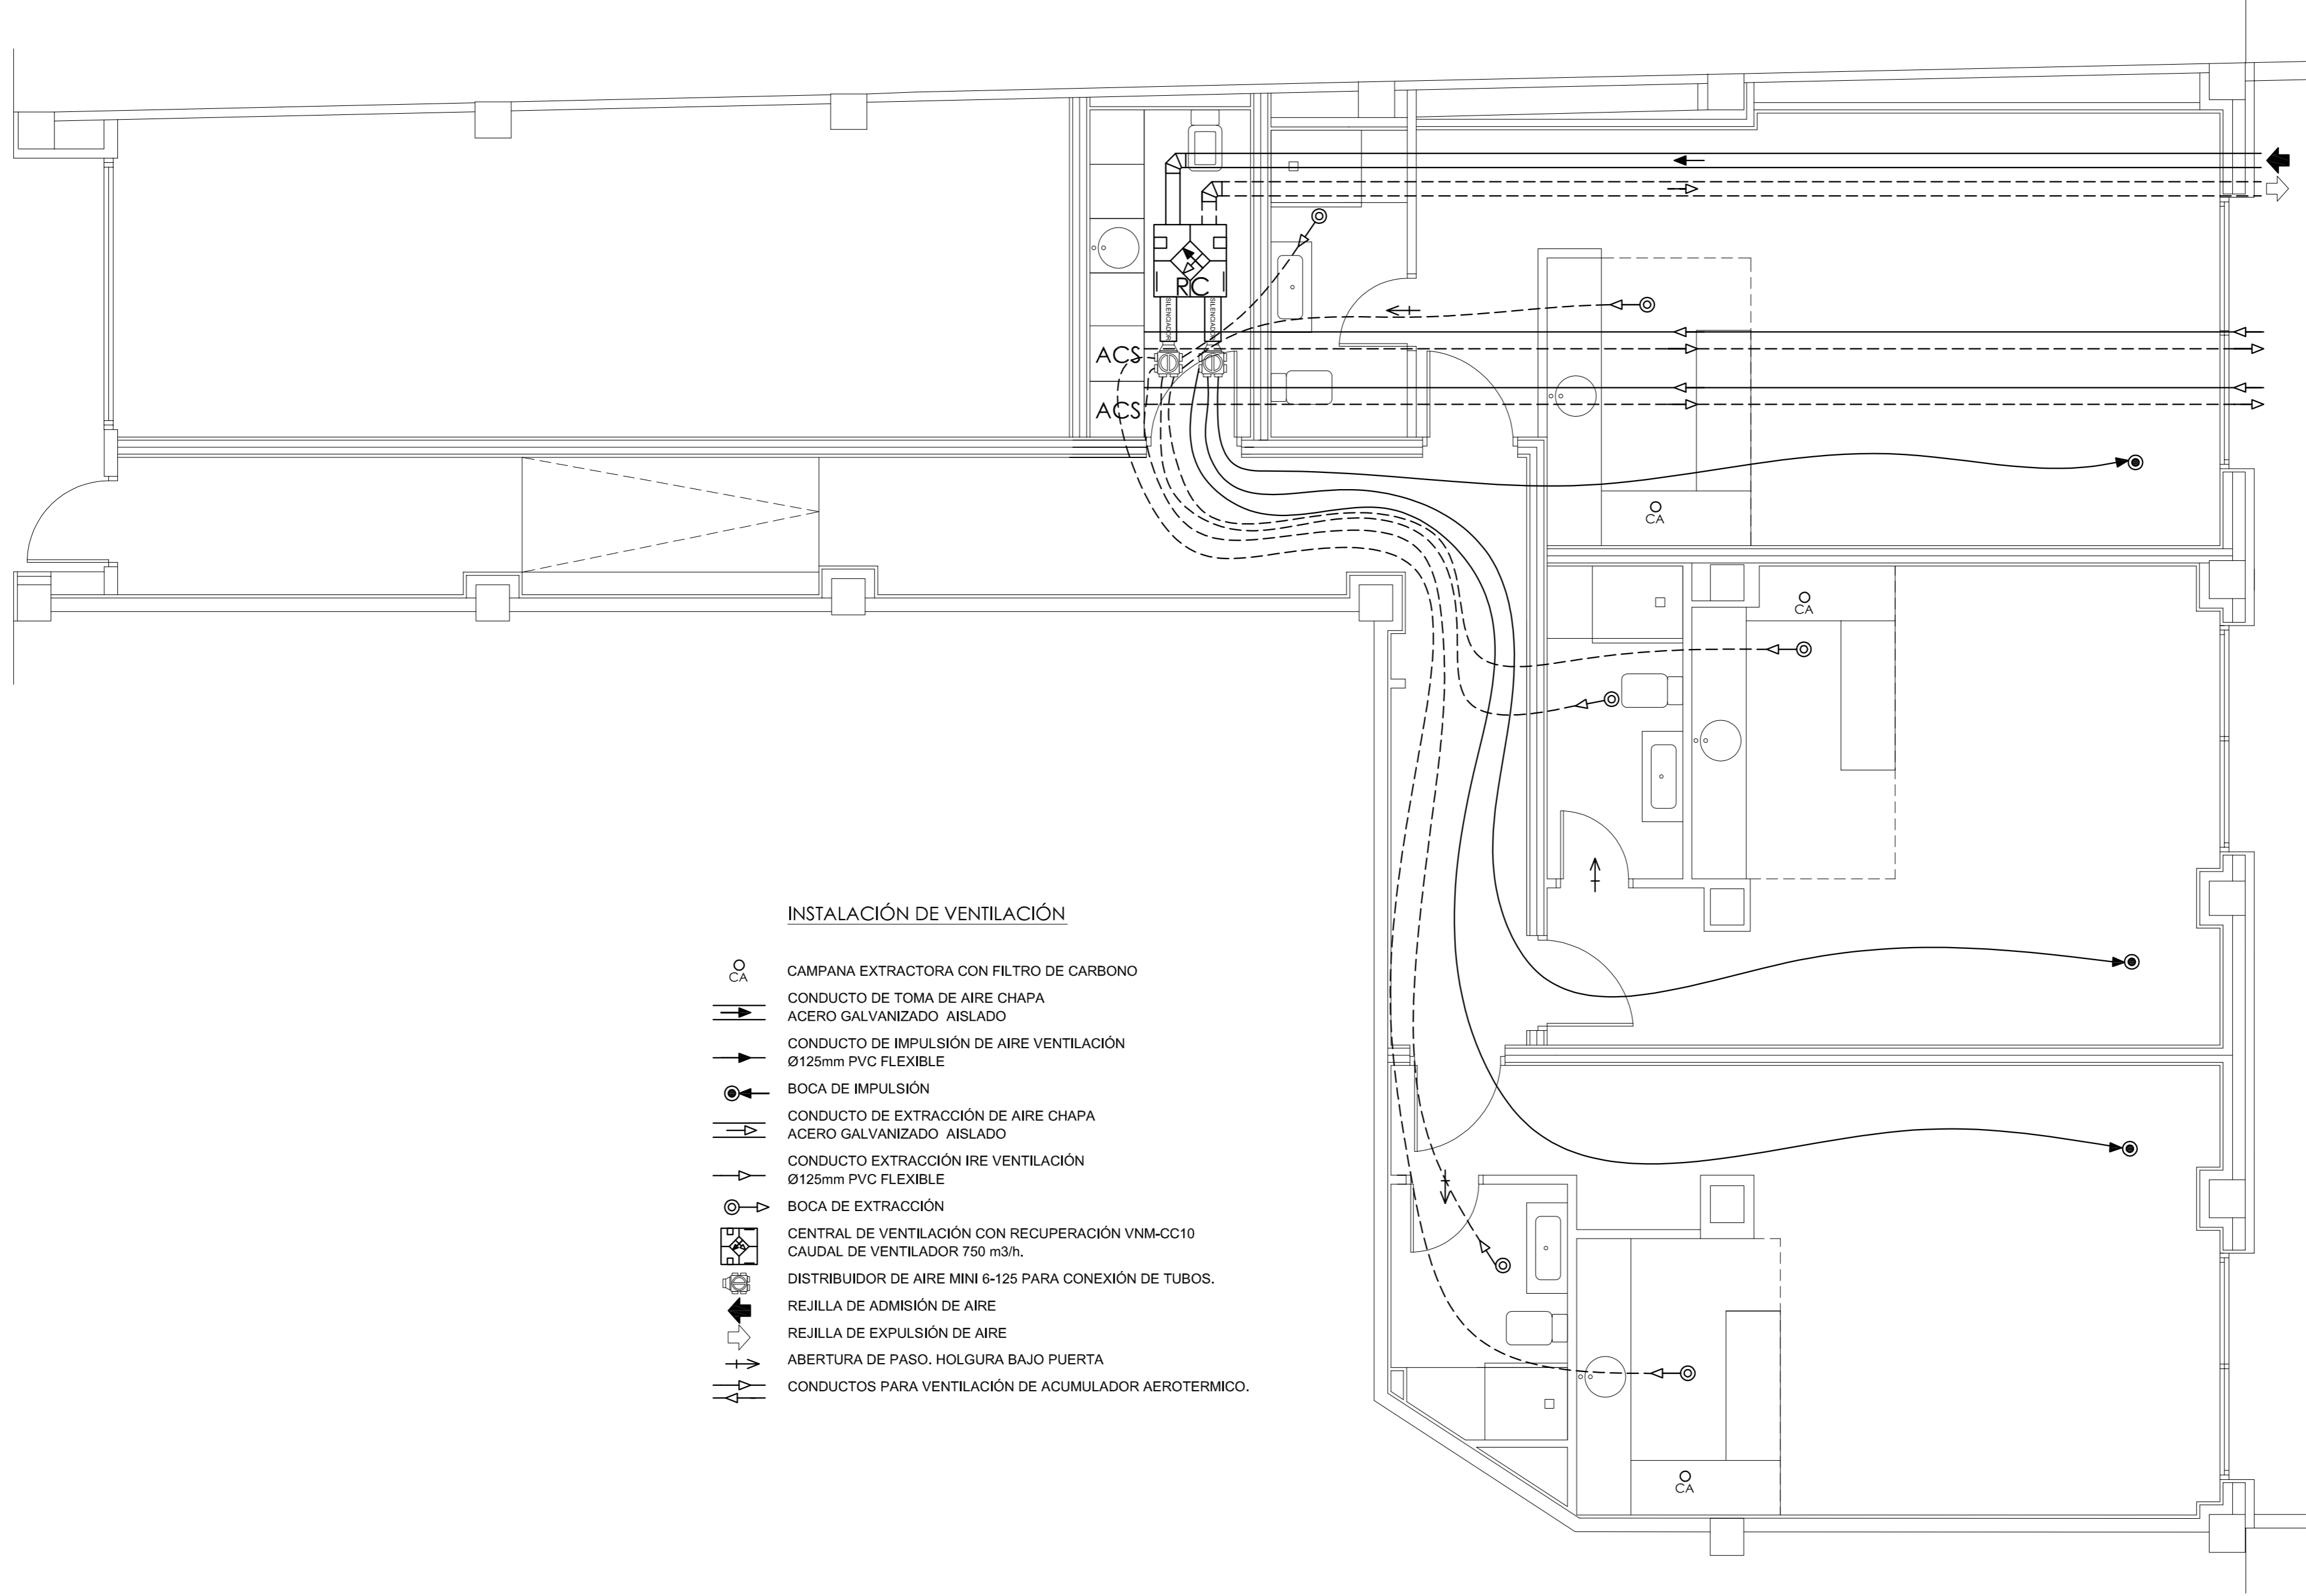 RC
SILENCIADOR
SILENCIADOR
ACS
ACS
CA
CA
INSTALACIÓN DE VENTILACIÓN
CA
CAMPANA EXTRACTORA CON FILTRO DE CARBONO
CONDUCTO DE TOMA DE AIRE CHAPA
ACERO GALVANIZADO AISLADO
CONDUCTO DE IMPULSIÓN DE AIRE VENTILACIÓN
Ø125mm PVC FLEXIBLE
BOCA DE IMPULSIÓN
CONDUCTO DE EXTRACCIÓN DE AIRE CHAPA
ACERO GALVANIZADO AISLADO
CONDUCTO EXTRACCIÓN IRE VENTILACIÓN
Ø125mm PVC FLEXIBLE
BOCA DE EXTRACCIÓN
CENTRAL DE VENTILACIÓN CON RECUPERACIÓN VNM-CC10
CAUDAL DE VENTILADOR 750 m3/h.
DISTRIBUIDOR DE AIRE MINI 6-125 PARA CONEXIÓN DE TUBOS.
REJILLA DE ADMISIÓN DE AIRE
REJILLA DE EXPULSIÓN DE AIRE
ABERTURA DE PASO. HOLGURA BAJO PUERTA
CONDUCTOS PARA VENTILACIÓN DE ACUMULADOR AEROTERMICO.
CA